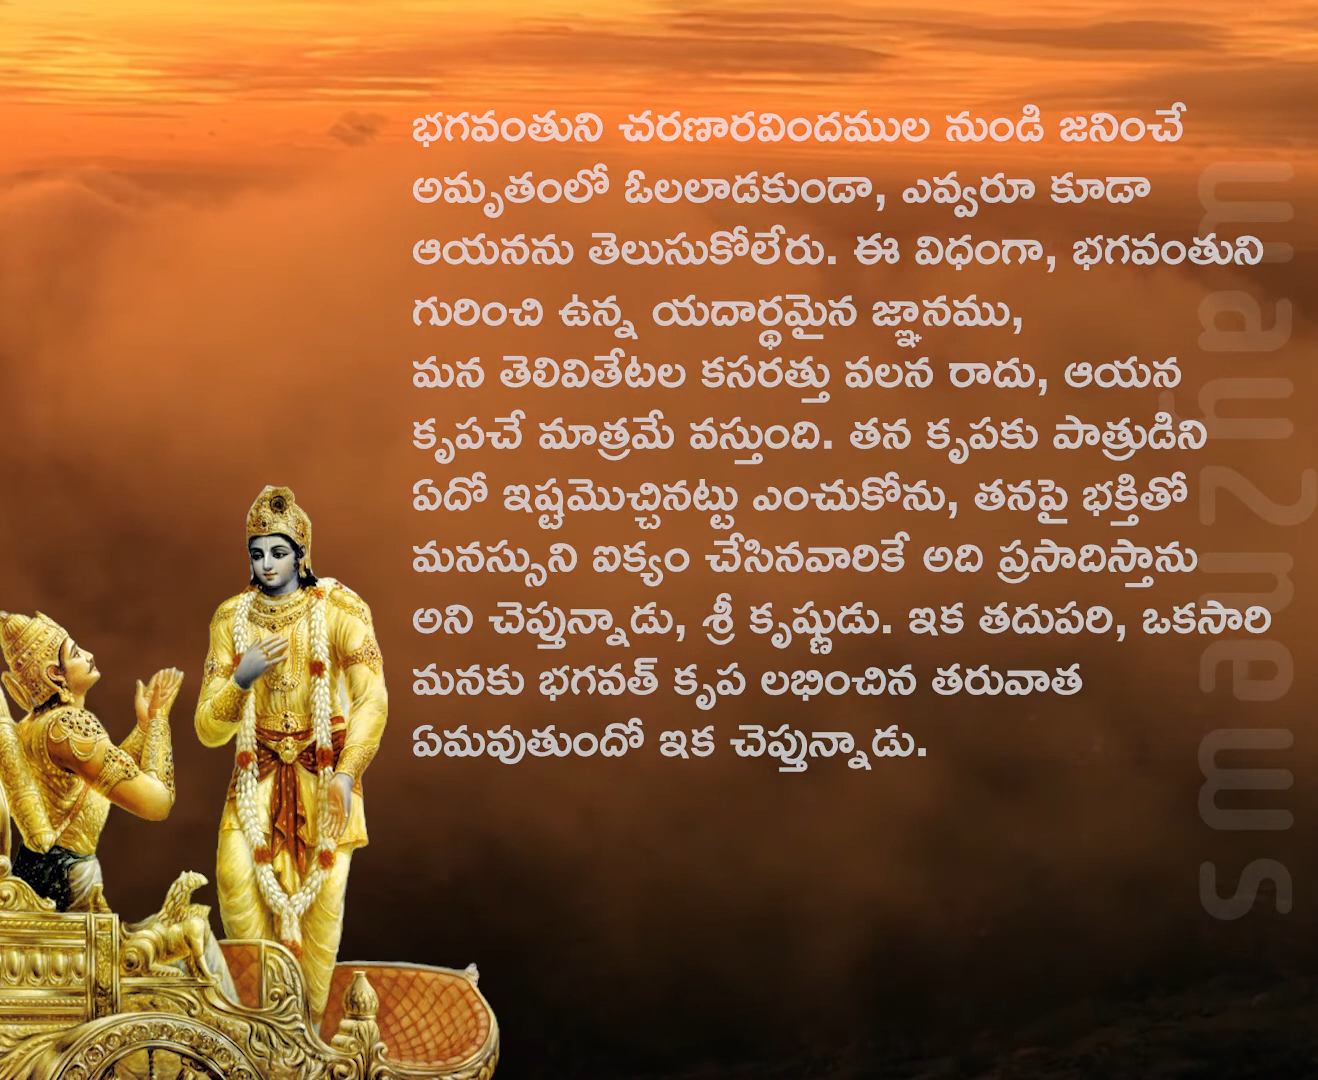 భగవంతుని చరణారవిందముల నుండి జనించే
అమృతంలో ఓలలాడకుండా, ఎవ్వరూ కూడా
ఆయనను తెలుసుకోలేరు. ఈ విధంగా, భగవంతుని
గురించి ఉన్న యదార్థమైన జ్ఞానము,
మన తెలివితేటల కసరత్తు వలన రాదు, ఆయన
కృపచే మాత్రమే వస్తుంది. తన కృపకు పాత్రుడిని
ఏదో ఇష్టమొచ్చినట్టు ఎంచుకోను, తనపై భక్తితో
మనస్సుని ఐక్యం చేసినవారికే అది ప్రసాదిస్తాను
అని చెప్తున్నాడు, శ్రీ కృష్ణుడు. ఇక తదుపరి, ఒకసారి
మనకు భగవత్ కృప లభించిన తరువాత
ఏమవుతుందో ఇక చెప్తున్నాడు.
way2news